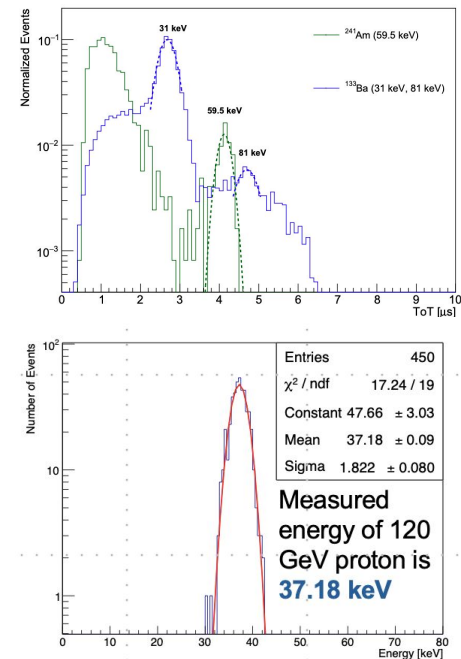 Normalized Events
10⁻¹
10⁻²
10⁻³
31 keV
59.5 keV
81 keV
²⁴¹Am (59.5 keV)
¹³³Ba (31 keV, 81 keV)
0 1 2 3 4 5 6 7 8 9 10
ToT [μs]
Number of Events
10²
10
1
Entries 450
χ² / ndf 17.24 / 19
Constant 47.66 ± 3.03
Mean 37.18 ± 0.09
Sigma 1.822 ± 0.080
Measured
energy of 120
GeV proton is
37.18 keV
0 10 20 30 40 50 60 70 80
Energy [keV]